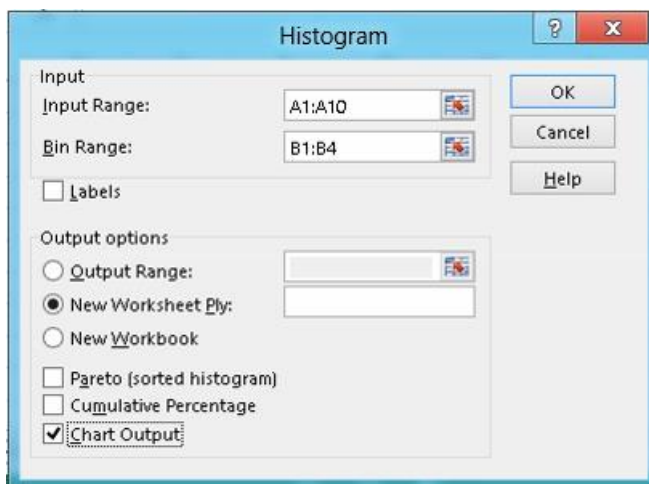 Histogram
?
x
Input
Input Range:
A1:A10
OK
Bin Range:
B1:B4
Cancel
Labels
Help
Output options
Output Range:
New Worksheet Ply:
New Workbook
Pareto (sorted histogram)
Cumulative Percentage
Chart Output